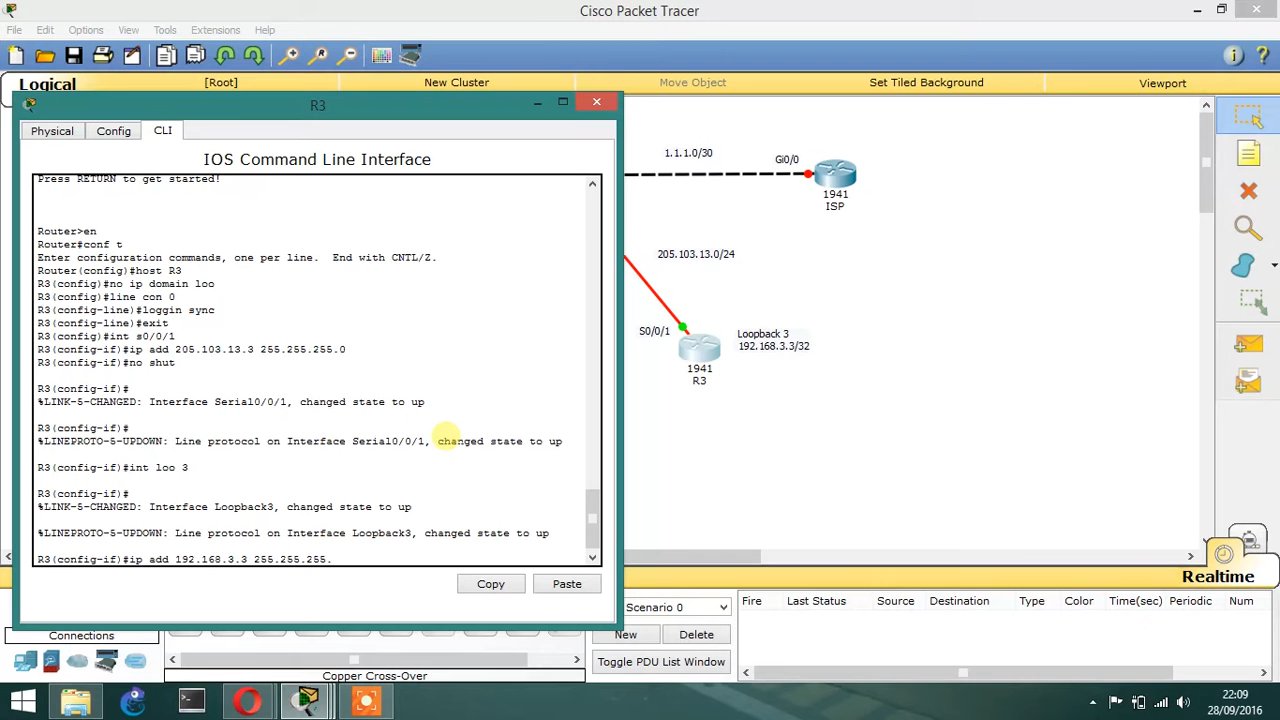 Cisco Packet Tracer
File Edit Options View Tools Extensions Help
Logical [Root] New Cluster Move Object Set Tiled Background Viewport
R3
Physical Config CLI
IOS Command Line Interface
Press RETURN to get started!
Router>en
Router#conf t
Enter configuration commands, one per line.  End with CNTL/Z.
Router(config)#host R3
R3(config)#no ip domain loo
R3(config)#line con 0
R3(config-line)#loggin sync
R3(config-line)#exit
R3(config)#int s0/0/1
R3(config-if)#ip add 205.103.13.3 255.255.255.0
R3(config-if)#no shut
R3(config-if)#
%LINK-5-CHANGED: Interface Serial0/0/1, changed state to up
R3(config-if)#
%LINEPROTO-5-UPDOWN: Line protocol on Interface Serial0/0/1, changed state to up
R3(config-if)#int loo 3
R3(config-if)#
%LINK-5-CHANGED: Interface Loopback3, changed state to up
%LINEPROTO-5-UPDOWN: Line protocol on Interface Loopback3, changed state to up
R3(config-if)#ip add 192.168.3.3 255.255.255.
Copy Paste
1.1.1.0/30
Gi0/0
1941
ISP
205.103.13.0/24
S0/0/1
Loopback 3
192.168.3.3/32
1941
R3
Realtime
Scenario 0
Fire Last Status Source Destination Type Color Time(sec) Periodic Num
New Delete
Toggle PDU List Window
Connections
Copper Cross-Over
22:09
28/09/2016